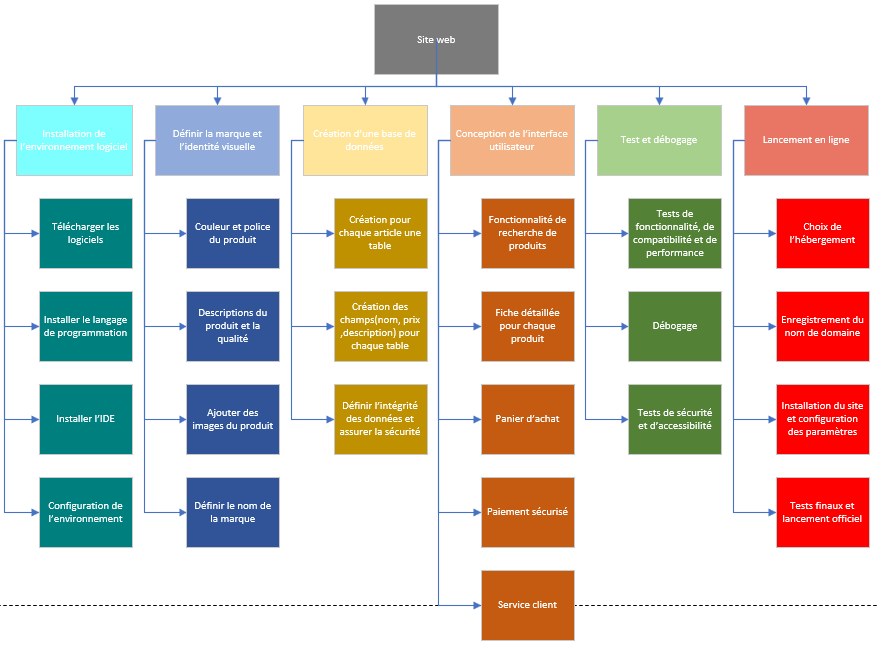 Site web
Installation de
l'environnement logiciel
Définir la marque et
l'identité visuelle
Création d'une base de
données
Conception de l'interface
utilisateur
Test et débogage
Lancement en ligne
Télécharger les
logiciels
Couleur et police
du produit
Création pour
chaque article une
table
Fonctionnalité de
recherche de
produits
Tests de
fonctionnalité, de
compatibilité et de
performance
Choix de
l'hébergement
Installer le langage
de programmation
Descriptions du
produit et la
qualité
Création des
champs(nom, prix
,description) pour
chaque table
Fiche détaillée
pour chaque
produit
Débogage
Enregistrement du
nom de domaine
Installer l'IDE
Ajouter des
images du produit
Définir l'intégrité
des données et
assurer la sécurité
Panier d'achat
Tests de sécurité
et d'accessibilité
Installation du site
et configuration
des paramètres
Configuration de
l'environnement
Définir le nom de
la marque
Paiement sécurisé
Tests finaux et
lancement officiel
Service client